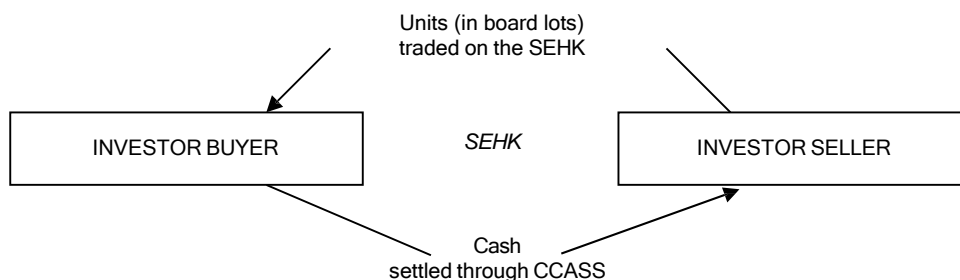 Units (in board lots)
traded on the SEHK
INVESTOR BUYER
SEHK
INVESTOR SELLER
Cash
settled through CCASS